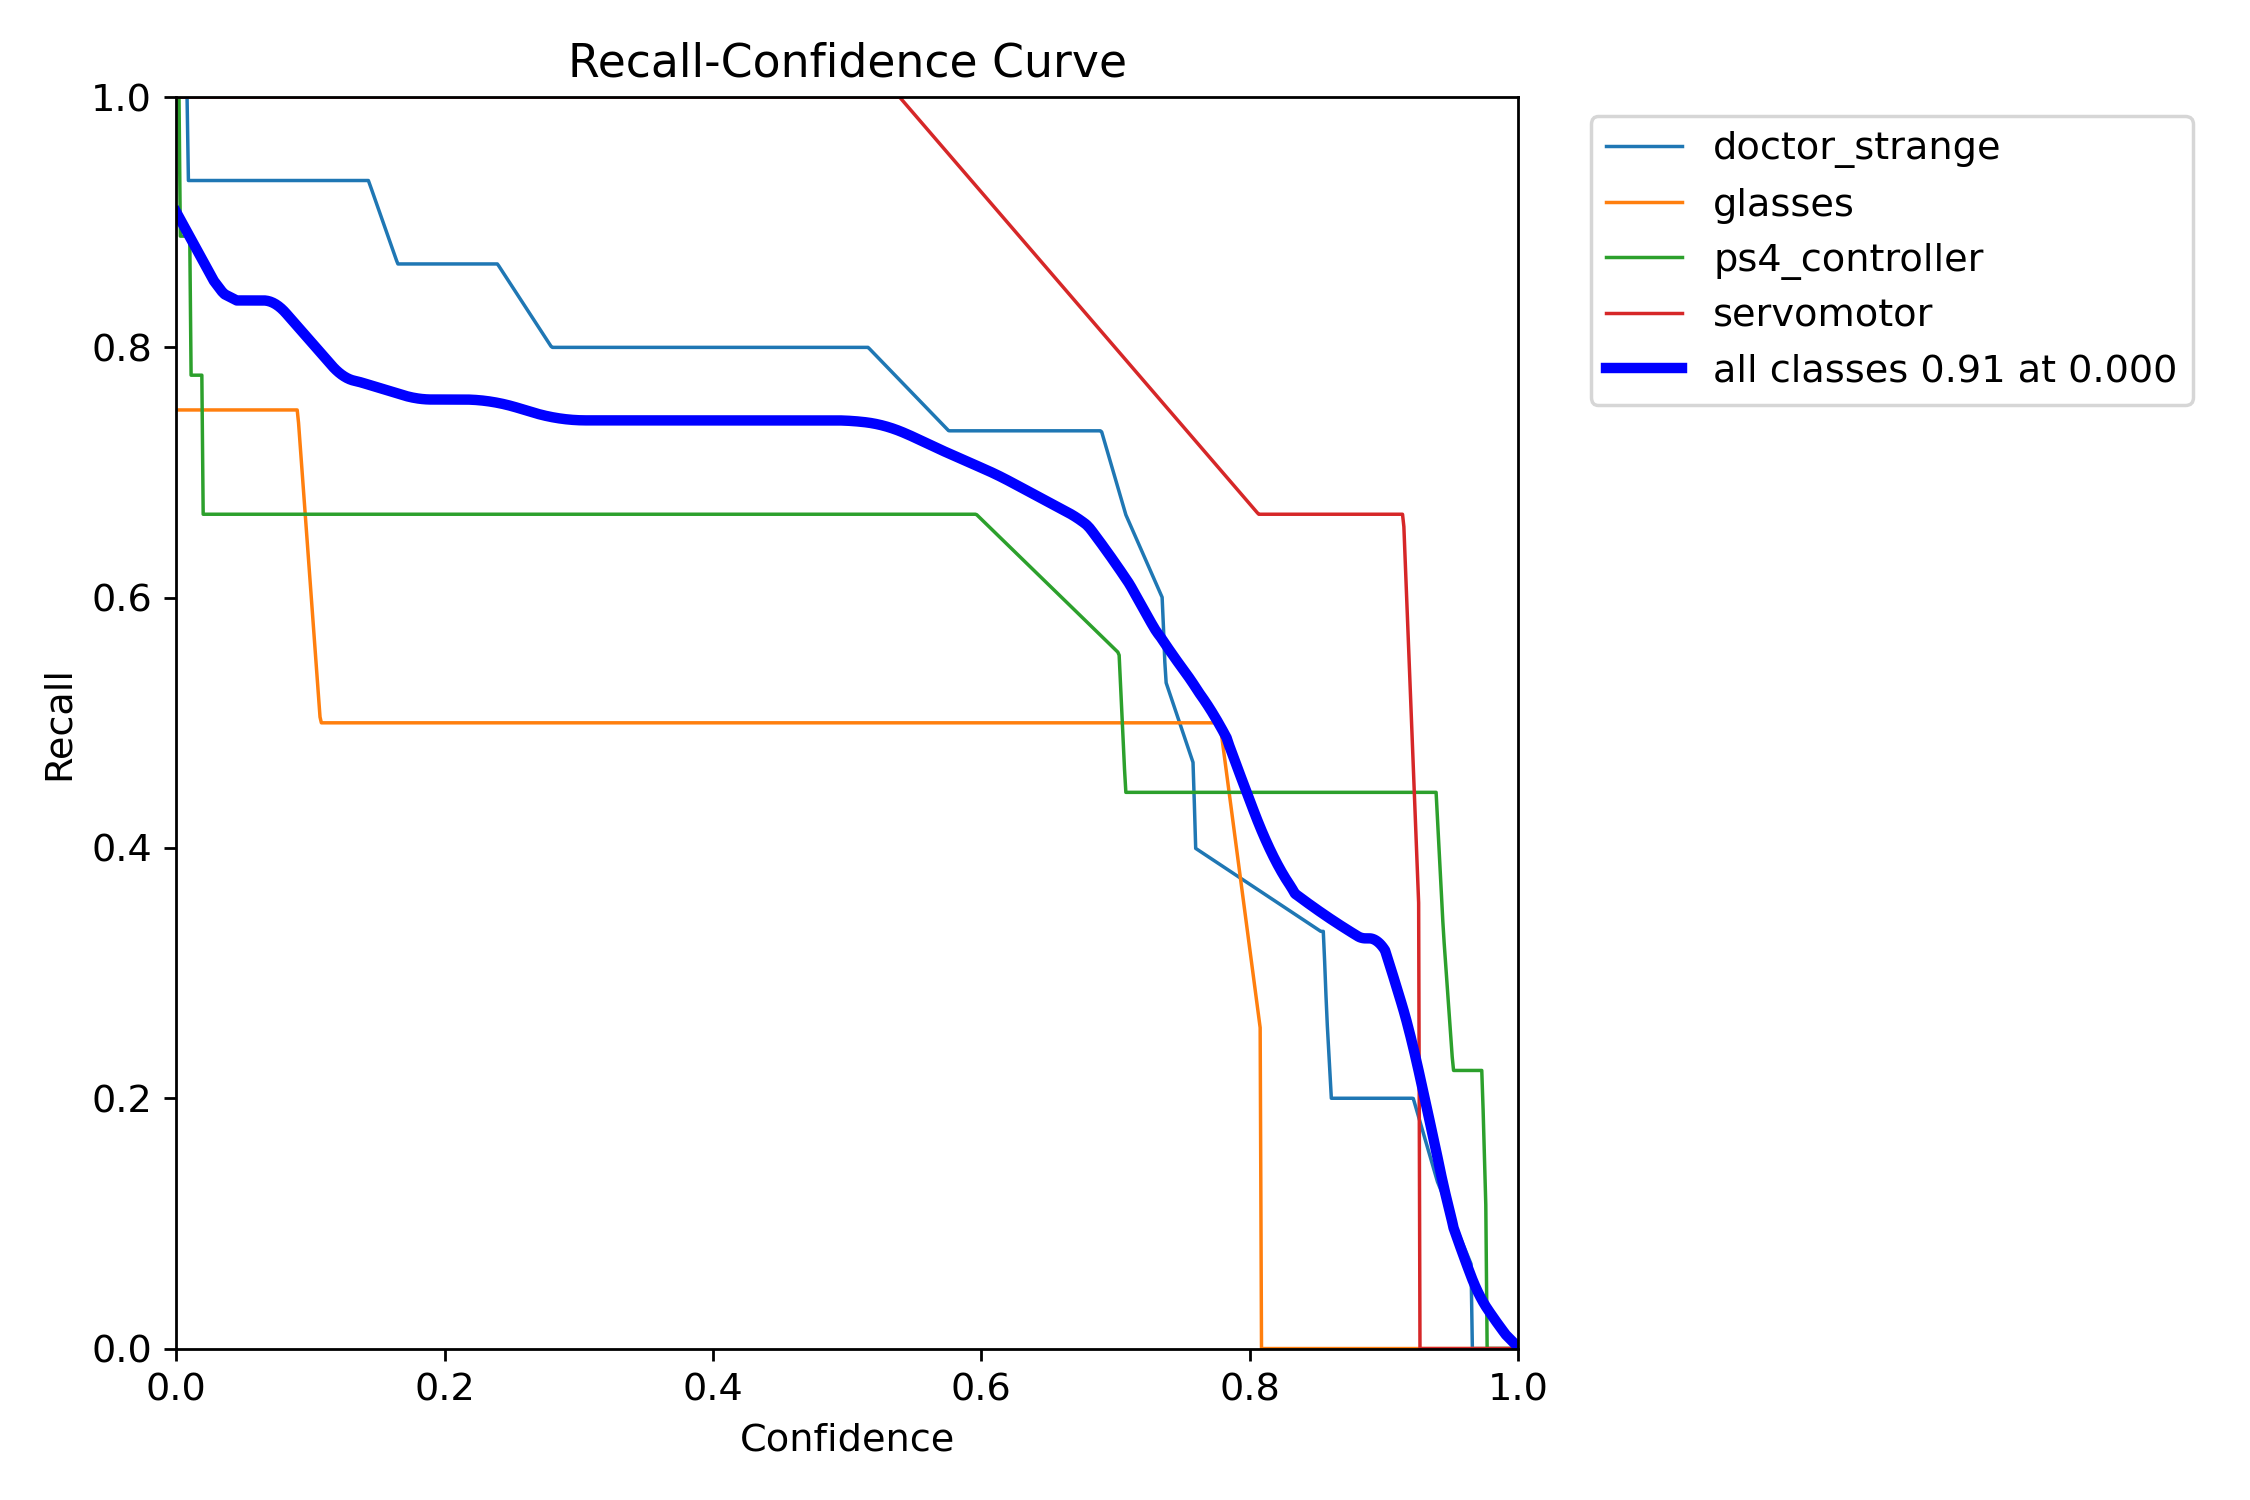 Recall-Confidence Curve
1.0
0.8
0.6
0.4
0.2
0.0
Recall
0.0 0.2 0.4 0.6 0.8 1.0
Confidence
doctor_strange
glasses
ps4_controller
servomotor
all classes 0.91 at 0.000